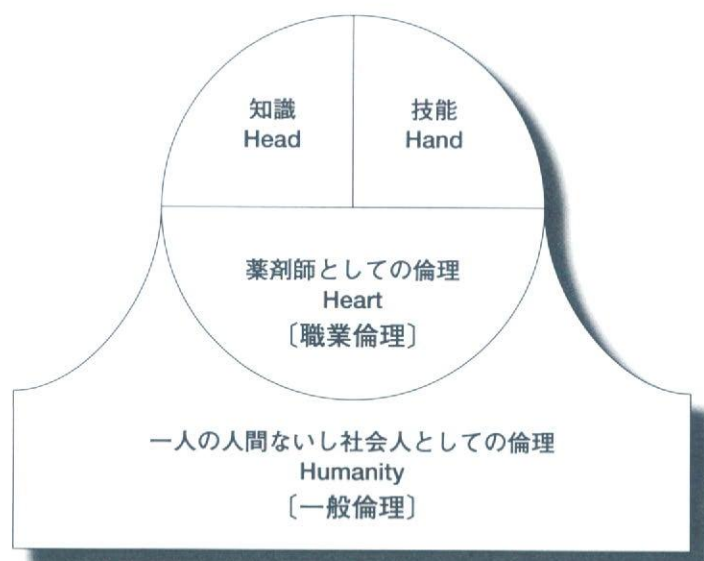 知識
Head
技能
Hand
薬剤師としての倫理
Heart
〔職業倫理〕
一人の人間ないし社会人としての倫理
Humanity
〔一般倫理〕